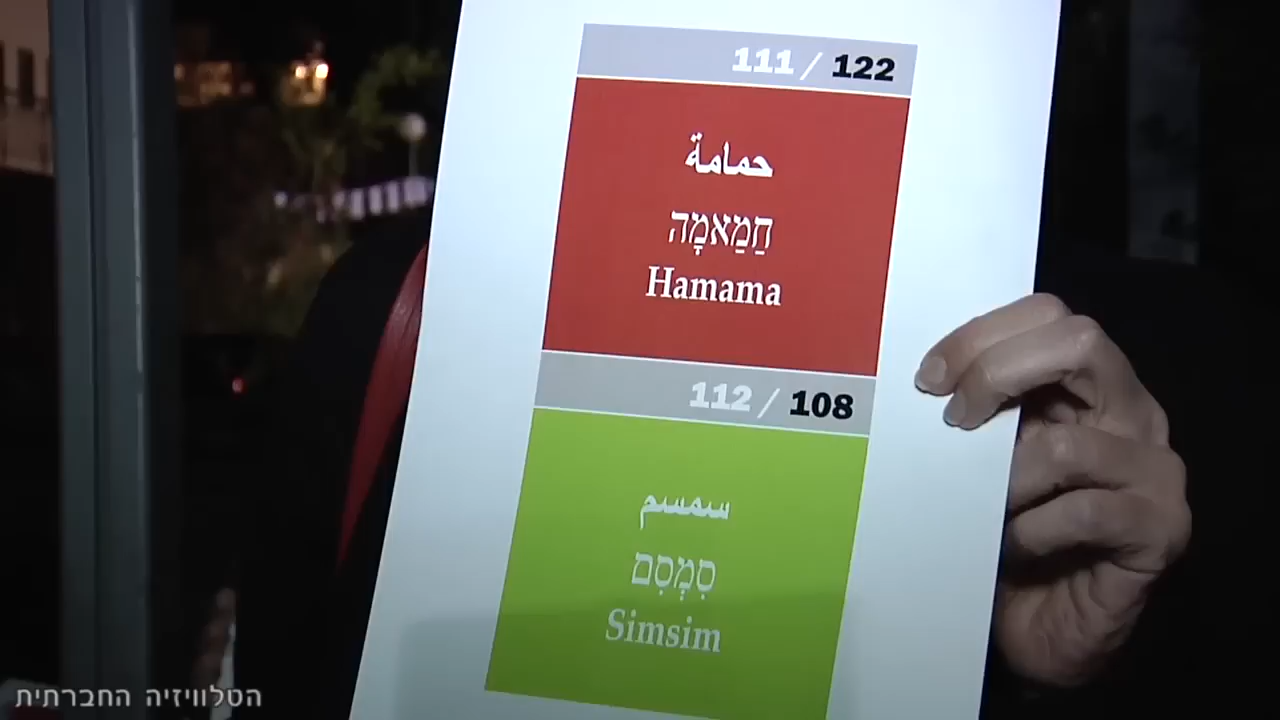 111 / 122
حمامة
חַמַאמָה
Hamama
112 / 108
سمسم
סִמְסִם
Simsim
הטלוויזיה החברתית